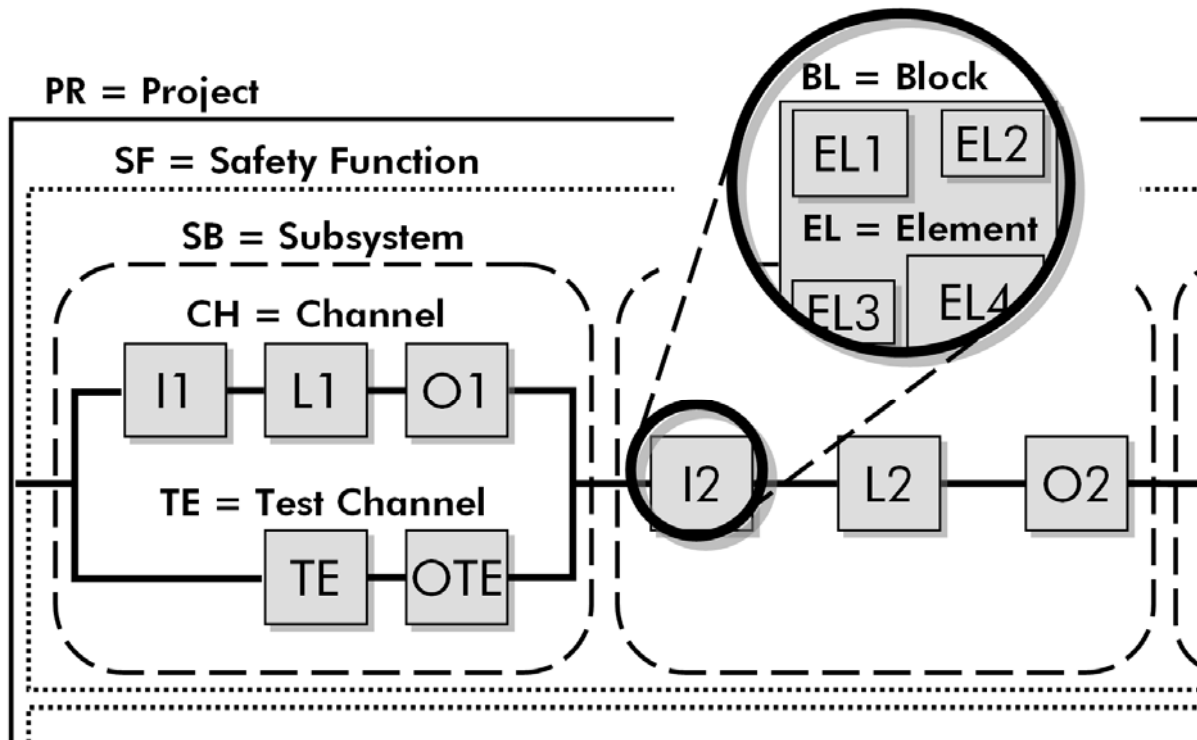 PR = Project
SF = Safety Function
SB = Subsystem
CH = Channel
I1 L1 O1
TE = Test Channel
TE OTE
BL = Block
EL1 EL2
EL = Element
EL3 EL4
I2 L2 O2